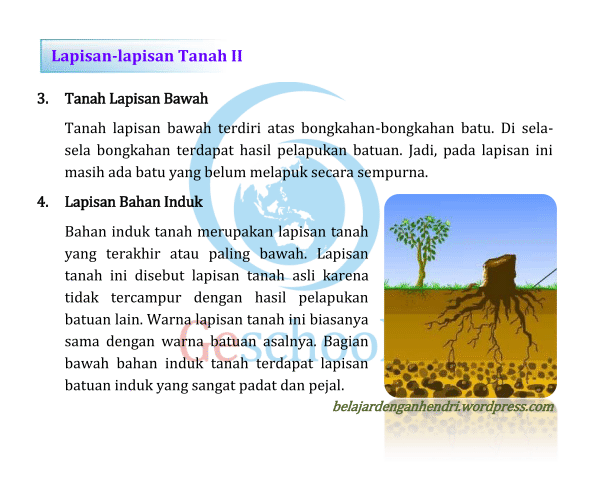 Lapisan-lapisan Tanah II
3. Tanah Lapisan Bawah
Tanah lapisan bawah terdiri atas bongkahan-bongkahan batu. Di sela-
sela bongkahan terdapat hasil pelapukan batuan. Jadi, pada lapisan ini
masih ada batu yang belum melapuk secara sempurna.
4. Lapisan Bahan Induk
Bahan induk tanah merupakan lapisan tanah
yang terakhir atau paling bawah. Lapisan
tanah ini disebut lapisan tanah asli karena
tidak tercampur dengan hasil pelapukan
batuan lain. Warna lapisan tanah ini biasanya
sama dengan warna batuan asalnya. Bagian
bawah bahan induk tanah terdapat lapisan
batuan induk yang sangat padat dan pejal.
Geschool
belajardenganhendri.wordpress.com